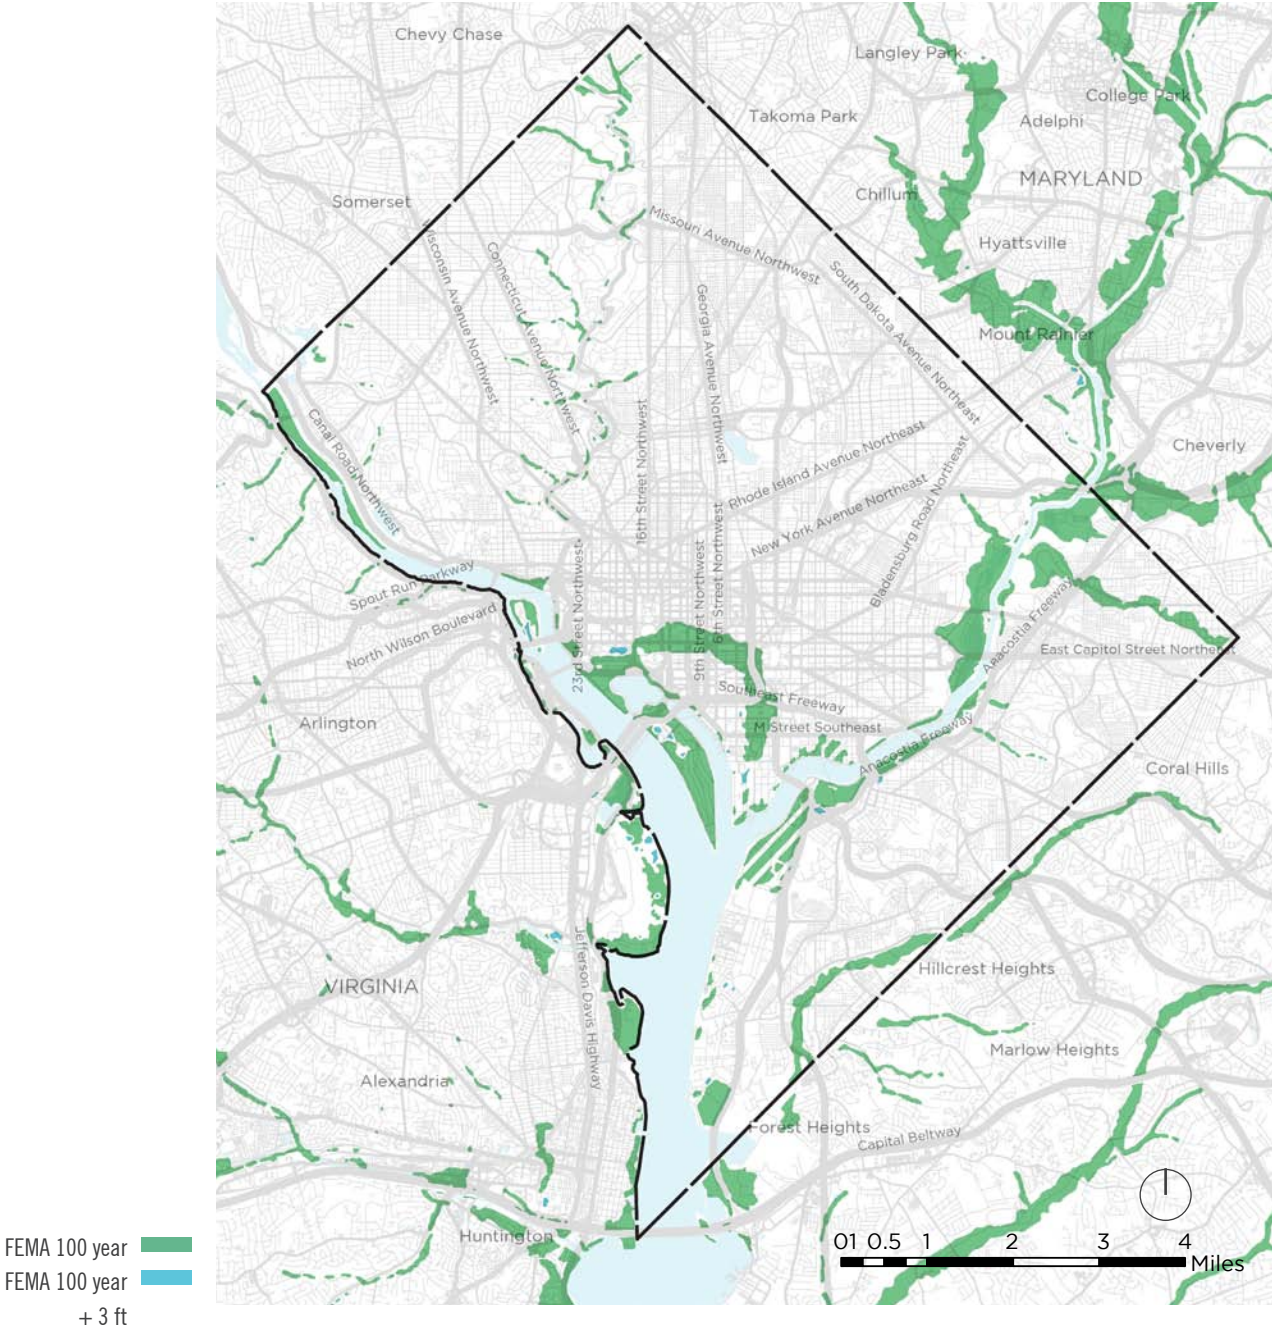 Chevy Chase
Langley Park
College Park
Takoma Park
Adelphi
MARYLAND
Chillum
Somerset
Missouri Avenue Northwest
Hyattsville
Wisconsin Avenue Northwest
Connecticut Avenue Northwest
Georgia Avenue Northwest
South Dakota Avenue Northeast
Mount Rainier
Canal Road Northwest
16th Street Northwest
Rhode Island Avenue Northeast
Cheverly
New York Avenue Northeast
Bladensburg Road Northeast
23rd Street Northwest
9th Street Northwest
6th Street Northwest
Spout Run Parkway
North Wilson Boulevard
Anacostia Freeway
East Capitol Street Northeast
Southeast Freeway
Arlington
M Street Southeast
Anacostia Freeway
Coral Hills
Jefferson Davis Highway
Hillcrest Heights
VIRGINIA
Marlow Heights
Alexandria
Forest Heights
Capital Beltway
Huntington
01 0.5 1 2 3 4
Miles
FEMA 100 year
FEMA 100 year
+ 3 ft